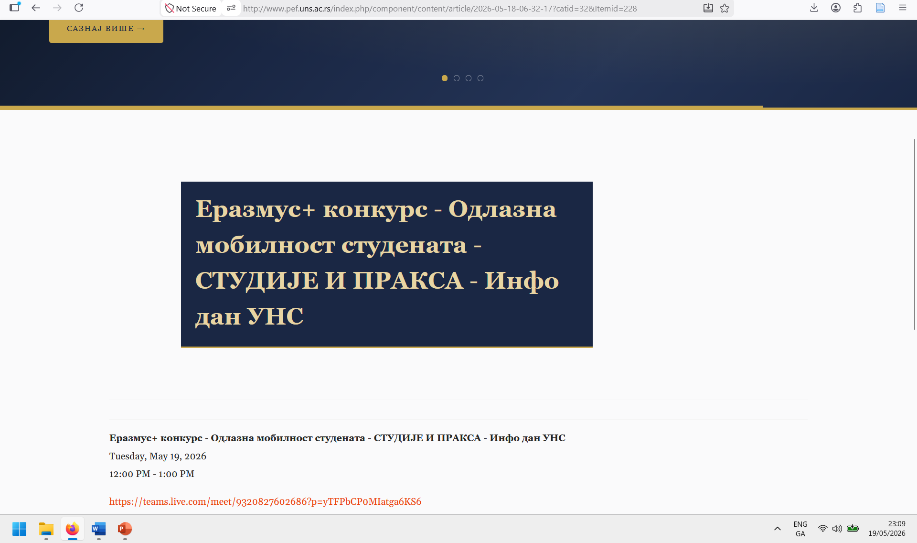 Not Secure
http://www.pef.uns.ac.rs/index.php/component/content/article/2026-05-18-06-32-17?catid=32&Itemid=228
САЗНАЈ ВИШЕ →
Еразмус+ конкурс - Одлазна
мобилност студената -
СТУДИЈЕ И ПРАКСА - Инфо
дан УНС
Еразмус+ конкурс - Одлазна мобилност студената - СТУДИЈЕ И ПРАКСА - Инфо дан УНС
Tuesday, May 19, 2026
12:00 PM - 1:00 PM
https://teams.live.com/meet/9320827602686?p=yTFPbCP0MIatga6KS6
ENG
GA
23:09
19/05/2026